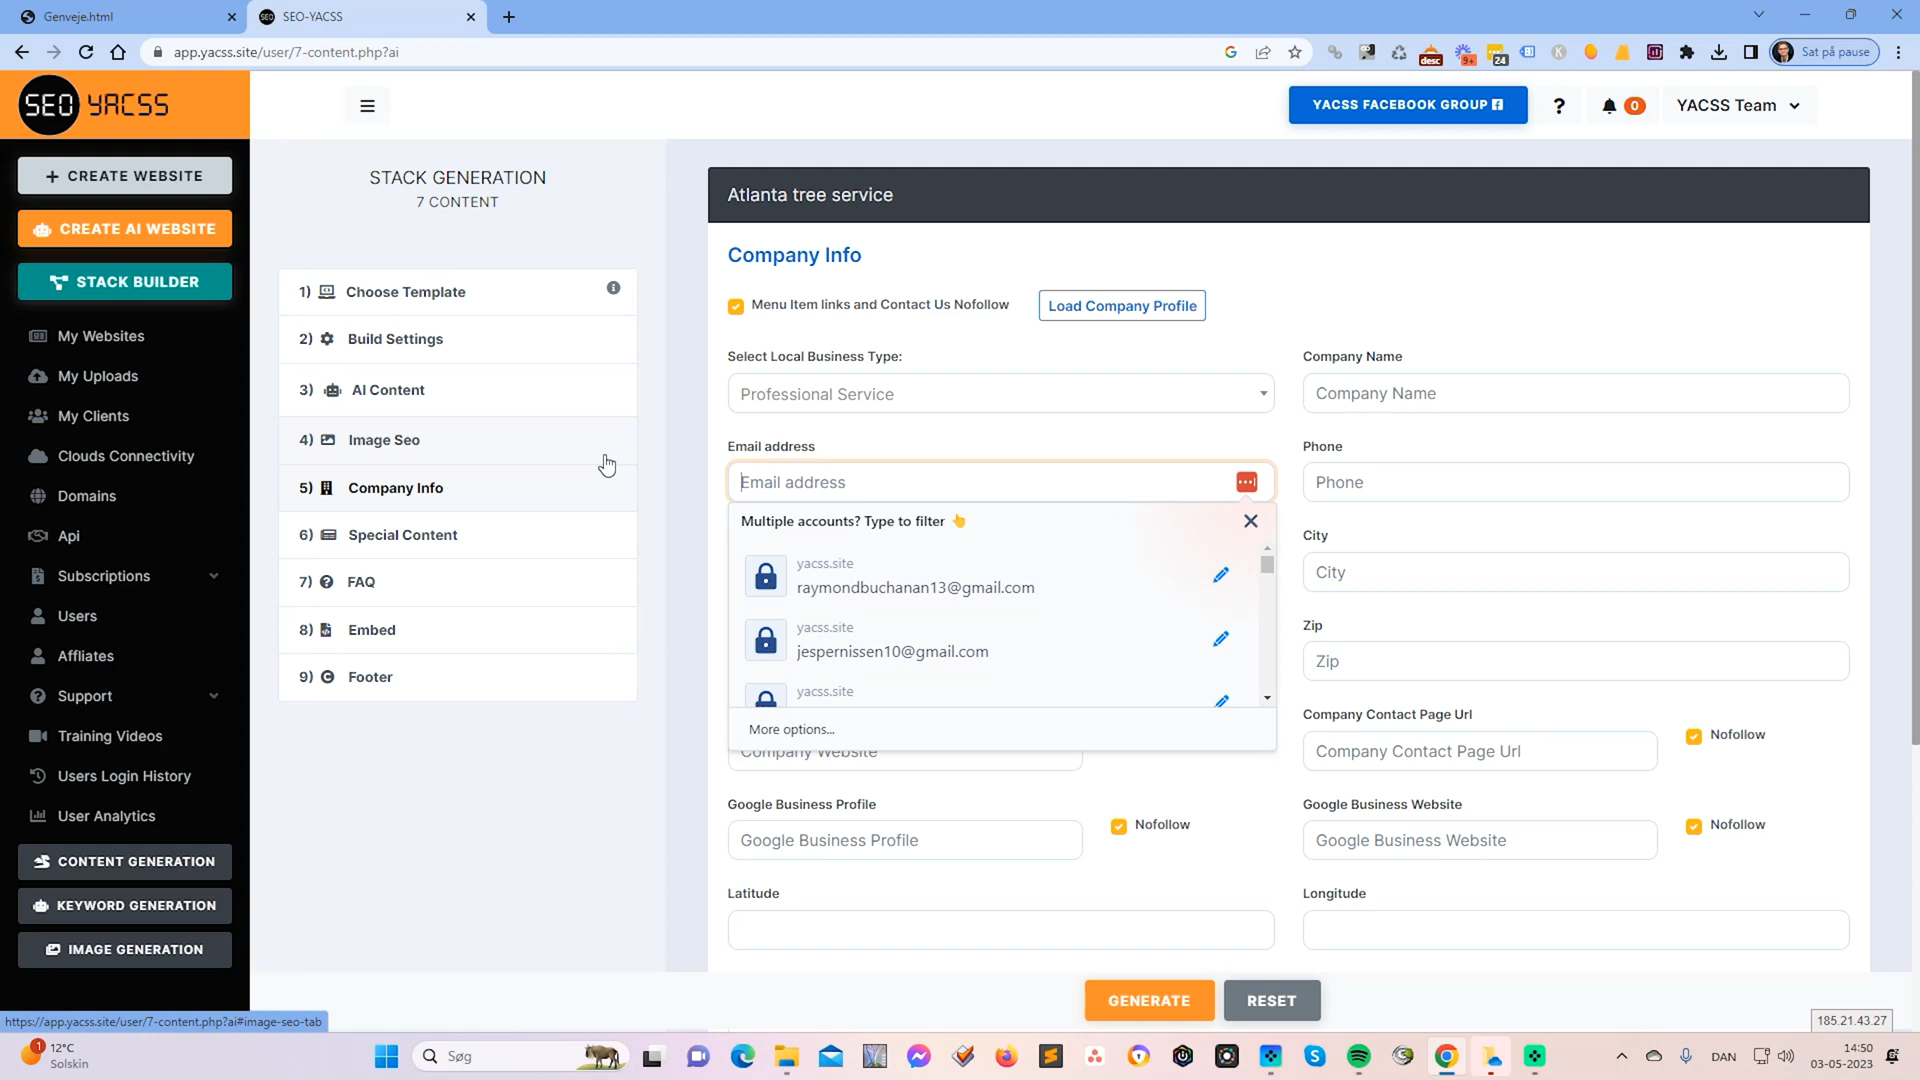 Genveje.html
SEO-YACSS
app.yacss.site/user/7-content.php?ai
desc
9+
24
Sat på pause
SEO YACSS
YACSS FACEBOOK GROUP
?
0
YACSS Team
CREATE WEBSITE
CREATE AI WEBSITE
STACK BUILDER
My Websites
My Uploads
My Clients
Clouds Connectivity
Domains
Api
Subscriptions
Users
Affliates
Support
Training Videos
Users Login History
User Analytics
CONTENT GENERATION
KEYWORD GENERATION
IMAGE GENERATION
STACK GENERATION
7 CONTENT
1) Choose Template
2) Build Settings
3) AI Content
4) Image Seo
5) Company Info
6) Special Content
7) FAQ
8) Embed
9) Footer
Atlanta tree service
Company Info
Menu Item links and Contact Us Nofollow
Load Company Profile
Select Local Business Type:
Professional Service
Company Name
Company Name
Email address
Email address
Phone
Phone
Multiple accounts? Type to filter 👆
yacss.site
raymondbuchanan13@gmail.com
yacss.site
jespernissen10@gmail.com
yacss.site
More options...
City
City
Zip
Zip
Company Website
Company Contact Page Url
Company Contact Page Url
Nofollow
Google Business Profile
Google Business Profile
Nofollow
Google Business Website
Google Business Website
Nofollow
Latitude
Longitude
GENERATE
RESET
https://app.yacss.site/user/7-content.php?ai#image-seo-tab
185.21.43.27
1
12°C
Solskin
Søg
DAN
14:50
03-05-2023